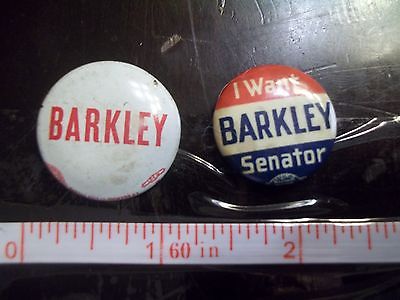 BARKLEY
I Want
BARKLEY
Senator
0 1 60 in 2